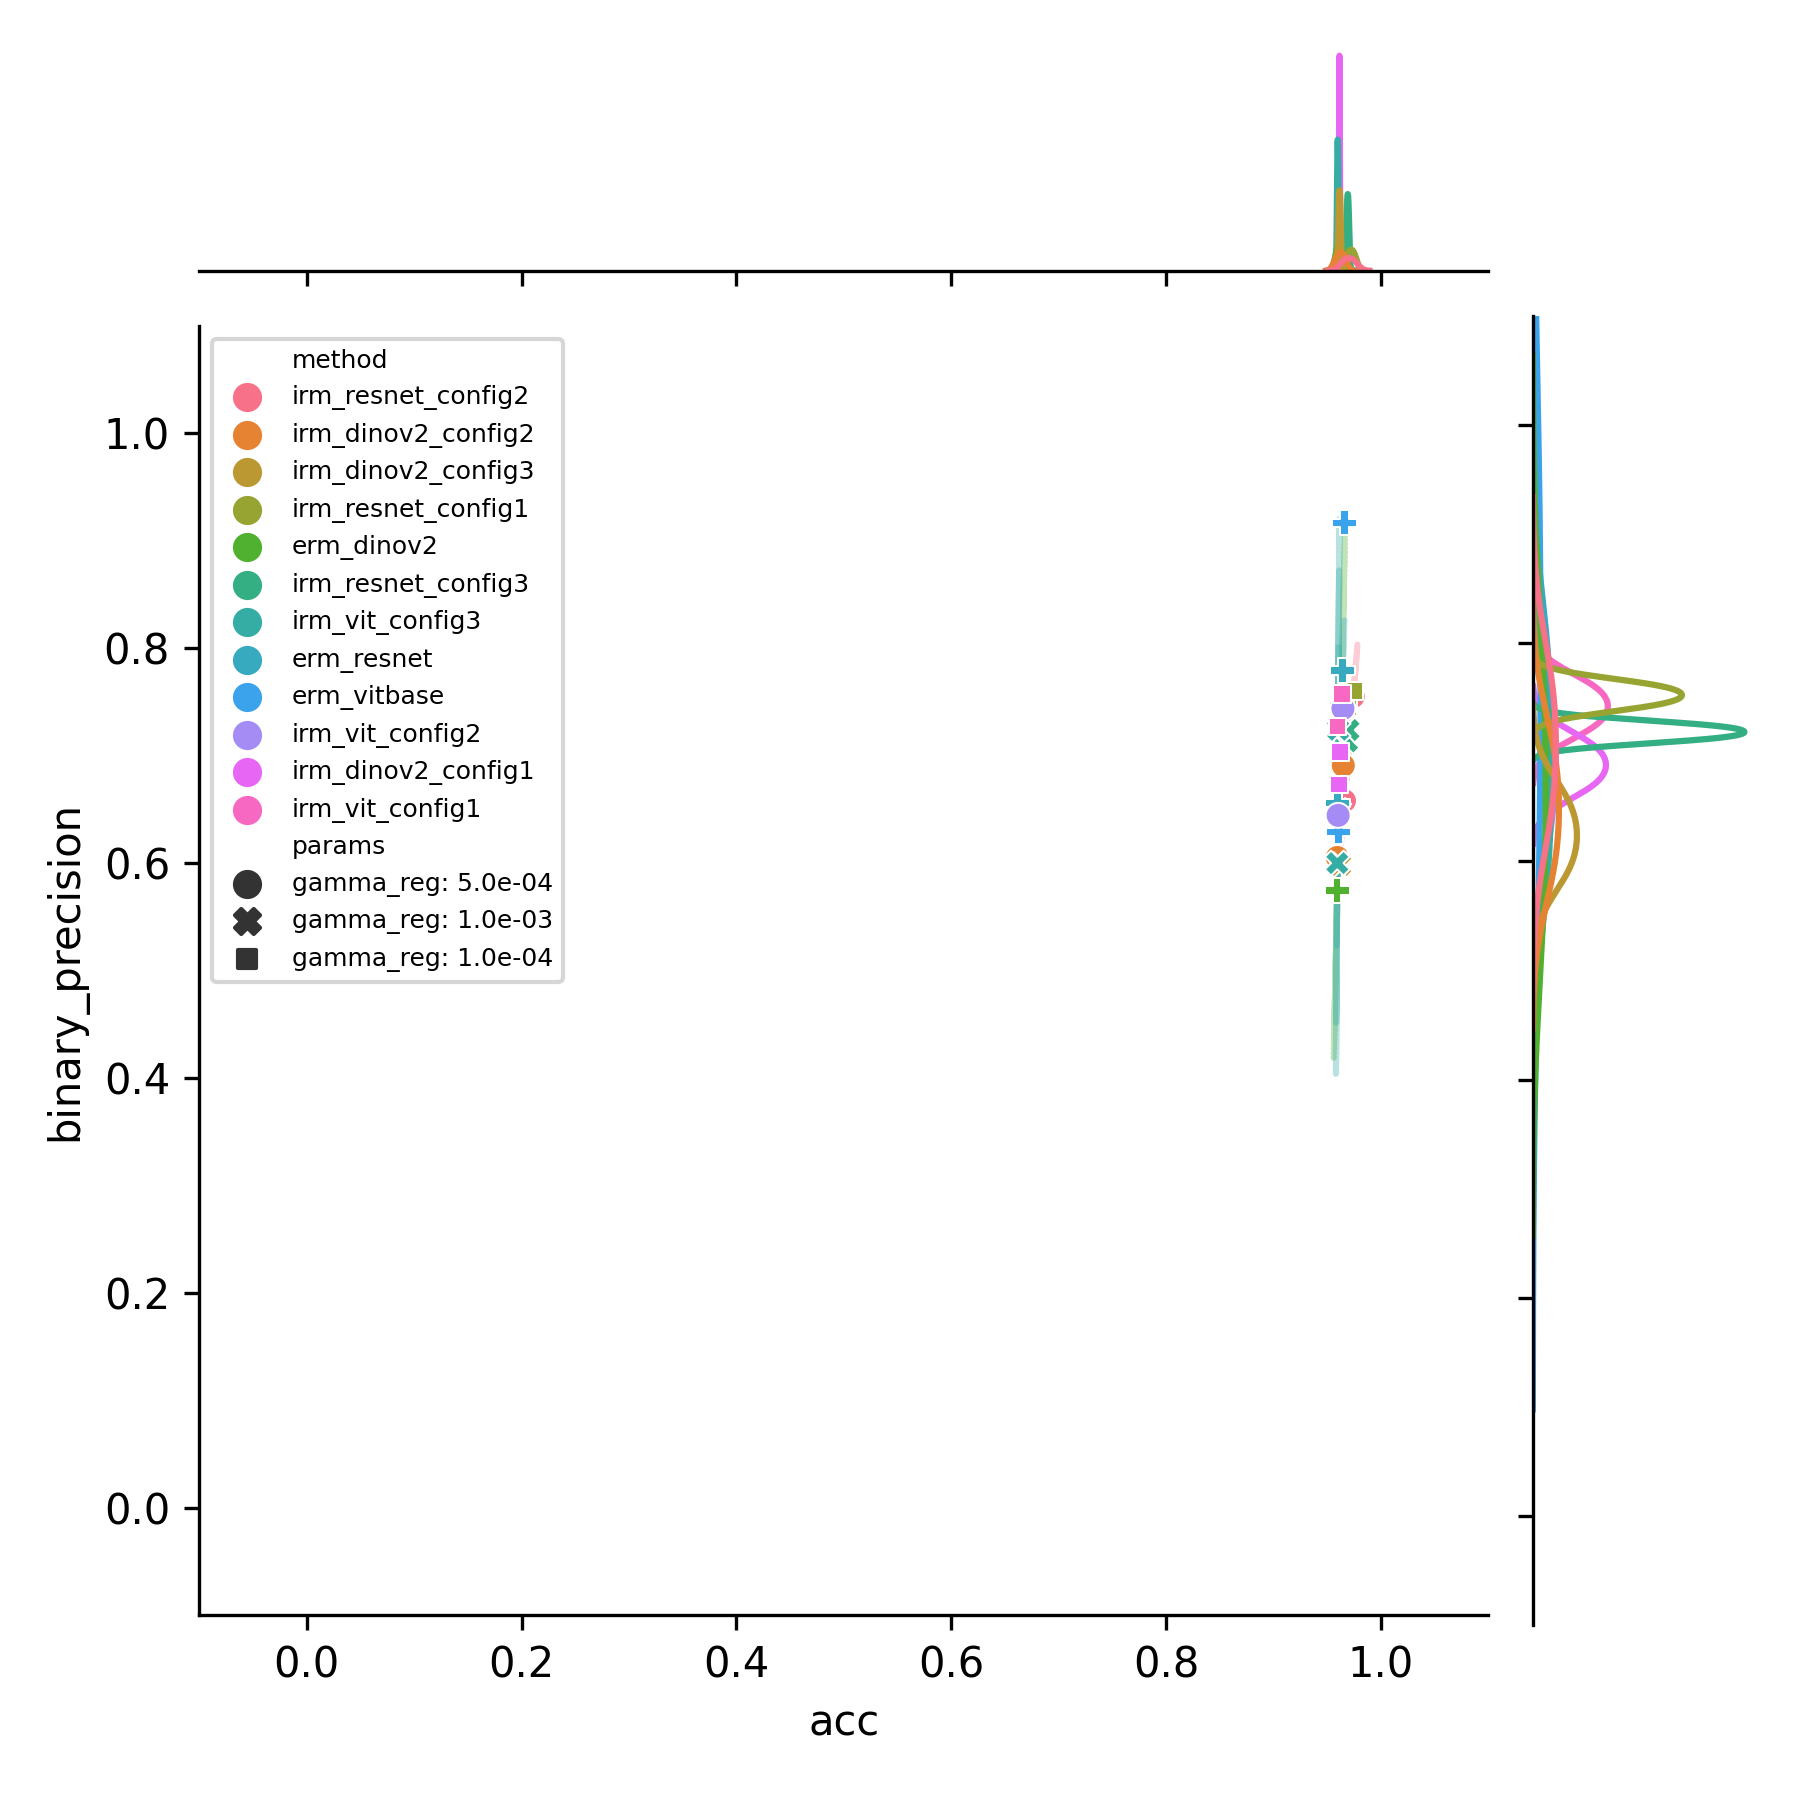 method
irm_resnet_config2
irm_dinov2_config2
irm_dinov2_config3
irm_resnet_config1
erm_dinov2
irm_resnet_config3
irm_vit_config3
erm_resnet
erm_vitbase
irm_vit_config2
irm_dinov2_config1
irm_vit_config1
params
gamma_reg: 5.0e-04
gamma_reg: 1.0e-03
gamma_reg: 1.0e-04
1.0
0.8
0.6
0.4
0.2
0.0
binary_precision
0.0 0.2 0.4 0.6 0.8 1.0
acc